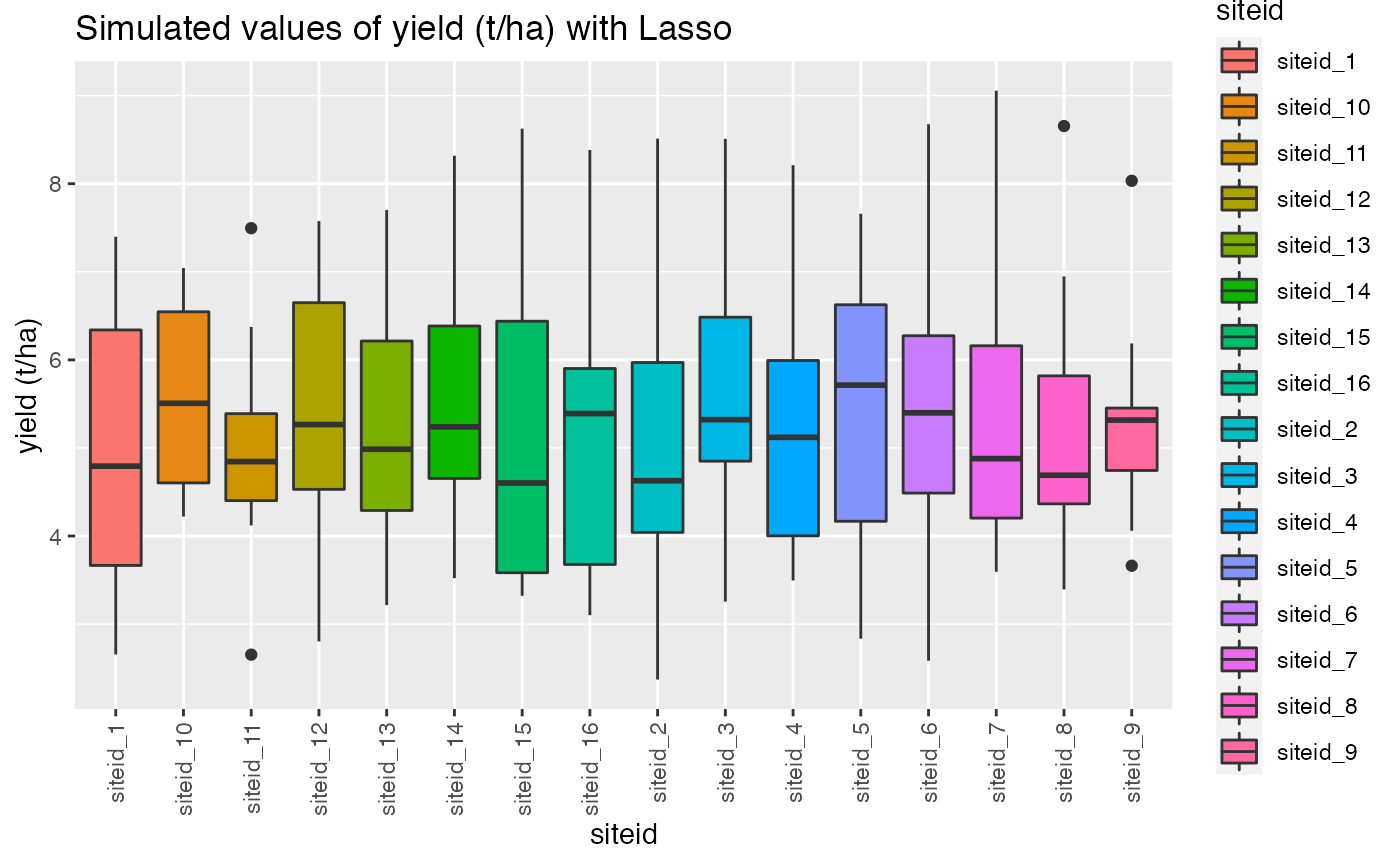 Simulated values of yield (t/ha) with Lasso
yield (t/ha)
8
6
4
siteid_1
siteid_10
siteid_11
siteid_12
siteid_13
siteid_14
siteid_15
siteid_16
siteid_2
siteid_3
siteid_4
siteid_5
siteid_6
siteid_7
siteid_8
siteid_9
siteid
siteid
siteid_1
siteid_10
siteid_11
siteid_12
siteid_13
siteid_14
siteid_15
siteid_16
siteid_2
siteid_3
siteid_4
siteid_5
siteid_6
siteid_7
siteid_8
siteid_9